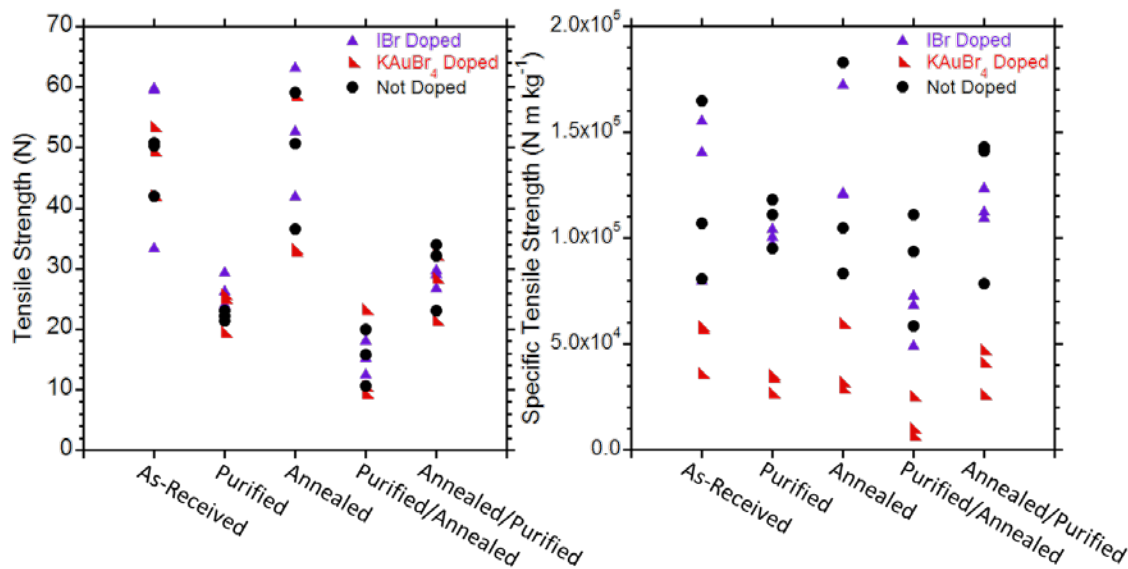 70
60
50
40
30
20
10
0
Tensile Strength (N)
IBr Doped
KAuBr4 Doped
Not Doped
As-Received
Purified
Annealed
Purified/Annealed
Annealed/Purified
2.0x10^5
1.5x10^5
1.0x10^5
5.0x10^4
0.0
Specific Tensile Strength (N m kg^-1)
IBr Doped
KAuBr4 Doped
Not Doped
As-Received
Purified
Annealed
Purified/Annealed
Annealed/Purified